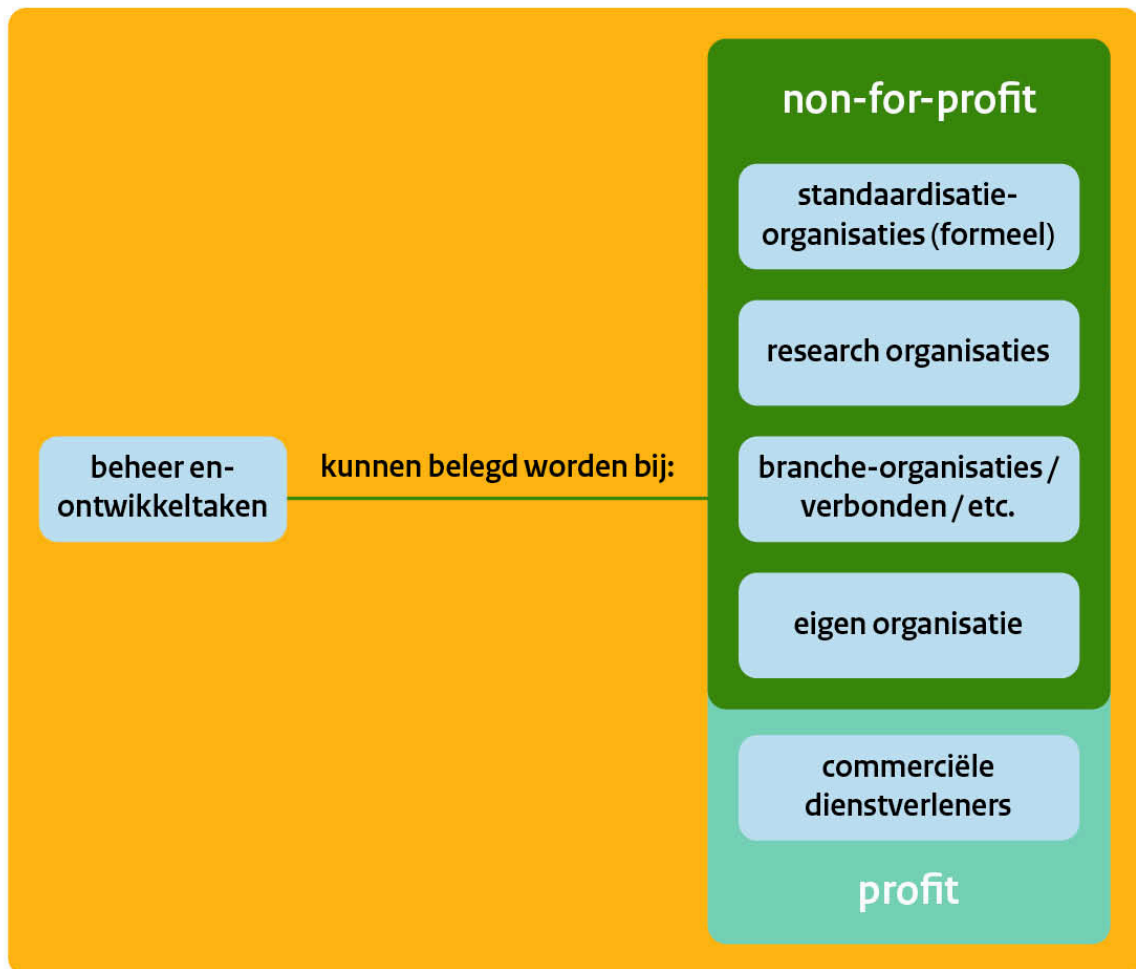 non-for-profit
standaardisatie-
organisaties (formeel)
research organisaties
beheer en-
ontwikkeltaken
kunnen belegd worden bij:
branche-organisaties /
verbonden / etc.
eigen organisatie
commerciële
dienstverleners
profit